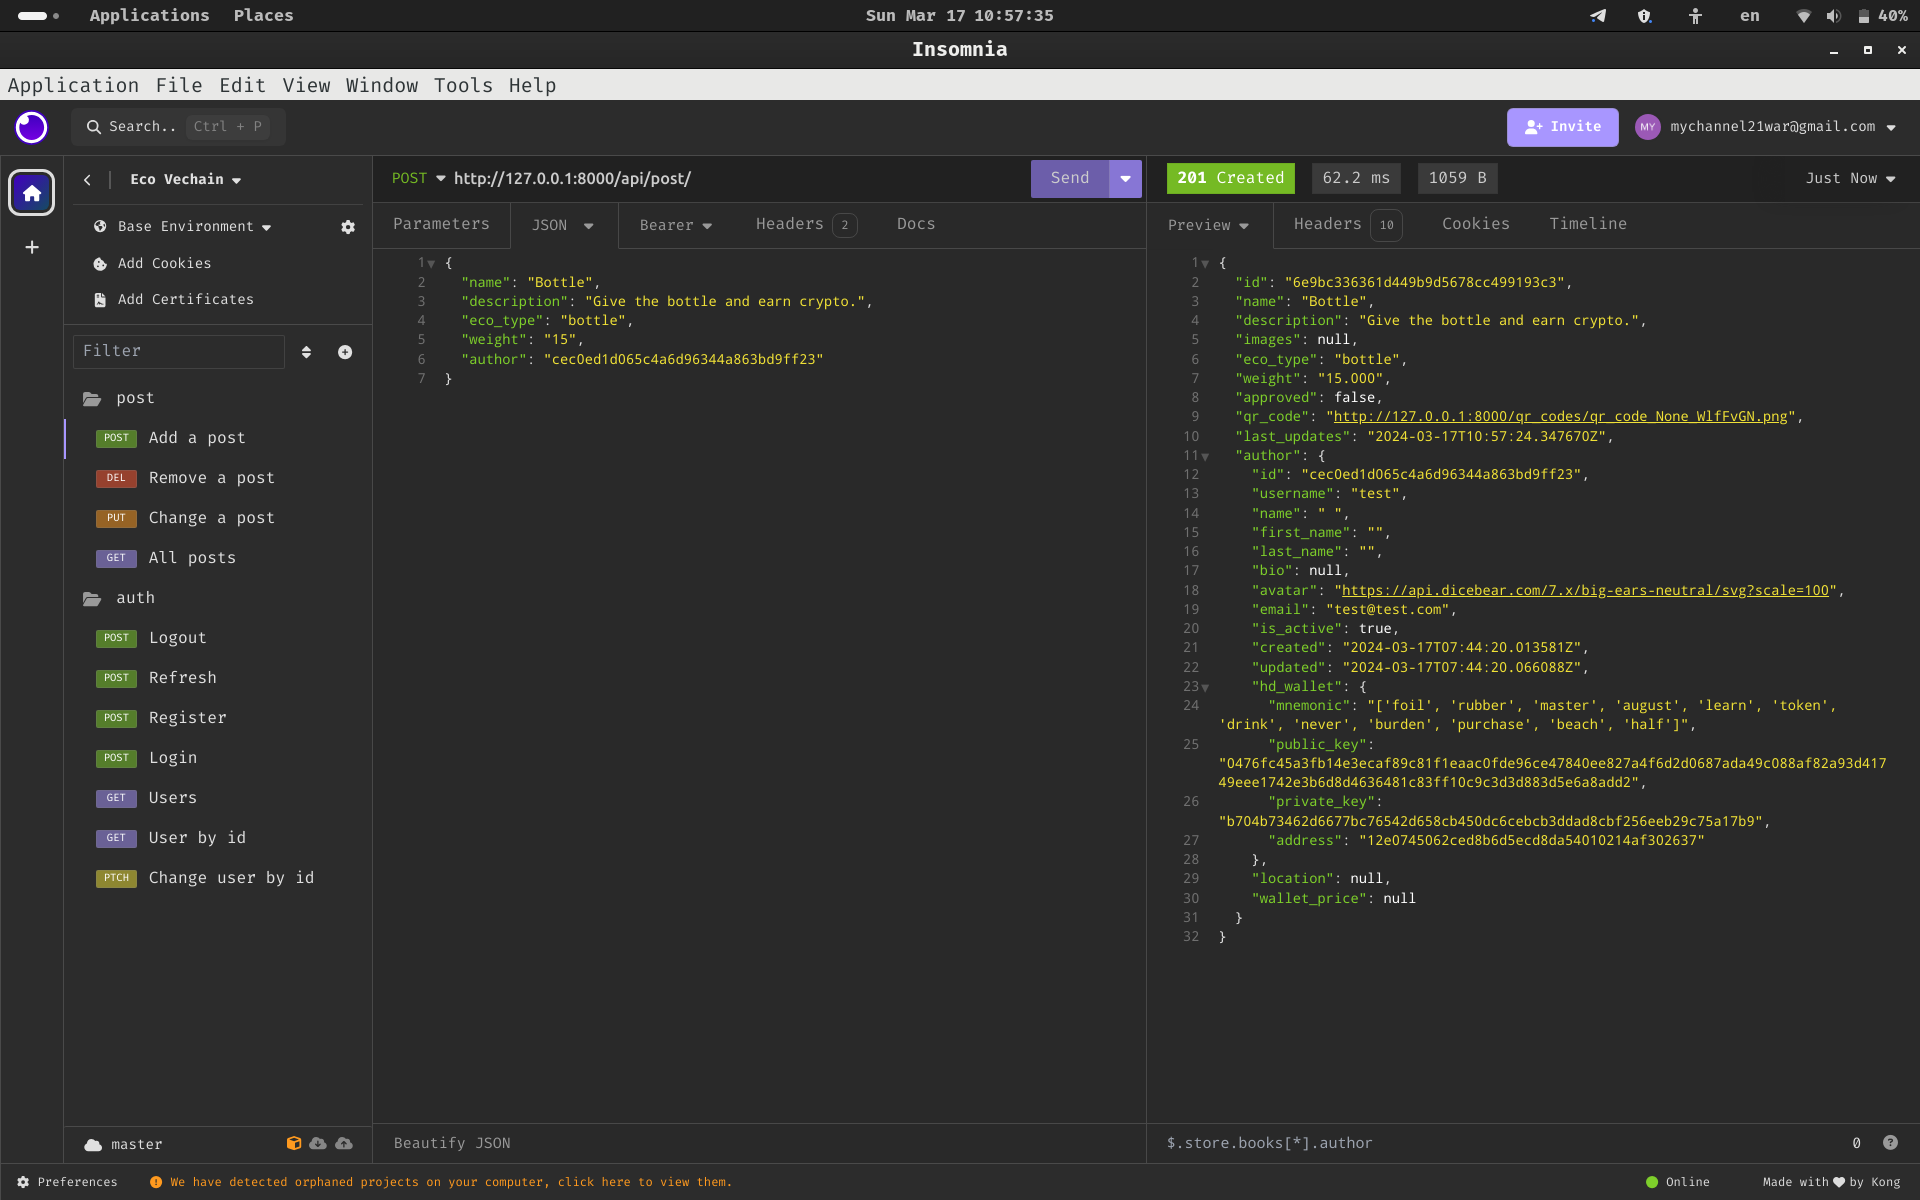 Applications Places
Sun Mar 17 10:57:35
en
40%
Insomnia
Application File Edit View Window Tools Help
Search.. Ctrl + P
Invite
MY mychannel21war@gmail.com
Eco Vechain
Base Environment
Add Cookies
Add Certificates
Filter
post
POST Add a post
DEL Remove a post
PUT Change a post
GET All posts
auth
POST Logout
POST Refresh
POST Register
POST Login
GET Users
GET User by id
PTCH Change user by id
master
POST http://127.0.0.1:8000/api/post/ Send
Parameters JSON Bearer Headers 2 Docs
1 {
2 "name": "Bottle",
3 "description": "Give the bottle and earn crypto.",
4 "eco_type": "bottle",
5 "weight": "15",
6 "author": "cec0ed1d065c4a6d96344a863bd9ff23"
7 }
Beautify JSON
201 Created 62.2 ms 1059 B Just Now
Preview Headers 10 Cookies Timeline
1 {
2 "id": "6e9bc336361d449b9d5678cc499193c3",
3 "name": "Bottle",
4 "description": "Give the bottle and earn crypto.",
5 "images": null,
6 "eco_type": "bottle",
7 "weight": "15.000",
8 "approved": false,
9 "qr_code": "http://127.0.0.1:8000/qr_codes/qr_code_None_WlfFvGN.png",
10 "last_updates": "2024-03-17T10:57:24.347670Z",
11 "author": {
12 "id": "cec0ed1d065c4a6d96344a863bd9ff23",
13 "username": "test",
14 "name": " ",
15 "first_name": "",
16 "last_name": "",
17 "bio": null,
18 "avatar": "https://api.dicebear.com/7.x/big-ears-neutral/svg?scale=100",
19 "email": "test@test.com",
20 "is_active": true,
21 "created": "2024-03-17T07:44:20.013581Z",
22 "updated": "2024-03-17T07:44:20.066088Z",
23 "hd_wallet": {
24 "mnemonic": "['foil', 'rubber', 'master', 'august', 'learn', 'token',
'drink', 'never', 'burden', 'purchase', 'beach', 'half']",
25 "public_key":
"0476fc45a3fb14e3ecaf89c81f1eaac0fde96ce47840ee827a4f6d2d0687ada49c088af82a93d417
49eee1742e3b6d8d4636481c83ff10c9c3d3d883d5e6a8add2",
26 "private_key":
"b704b73462d6677bc76542d658cb450dc6cebcb3ddad8cbf256eeb29c75a17b9",
27 "address": "12e0745062ced8b6d5ecd8da54010214af302637"
28 },
29 "location": null,
30 "wallet_price": null
31 }
32 }
$.store.books[*].author 0
Preferences We have detected orphaned projects on your computer, click here to view them.
Online Made with by Kong